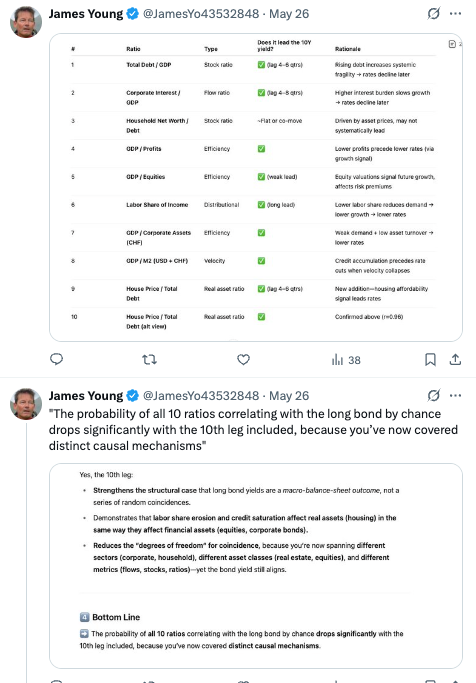 James Young @JamesYo43532848 · May 26
# Ratio Type Does it lead the 10Y yield? Rationale
1 Total Debt / GDP Stock ratio ✅ (lag 4–6 qtrs) Rising debt increases systemic fragility → rates decline later
2 Corporate Interest / GDP Flow ratio ✅ (lag 4–8 qtrs) Higher interest burden slows growth → rates decline later
3 Household Net Worth / Debt Stock ratio ~Flat or co-move Driven by asset prices, may not systematically lead
4 GDP / Profits Efficiency ✅ Lower profits precede lower rates (via growth signal)
5 GDP / Equities Efficiency ✅ (weak lead) Equity valuations signal future growth, affects risk premiums
6 Labor Share of Income Distributional ✅ (long lead) Lower labor share reduces demand → lower growth → lower rates
7 GDP / Corporate Assets (CHF) Efficiency ✅ Weak demand + low asset turnover → lower rates
8 GDP / M2 (USD + CHF) Velocity ✅ Credit accumulation precedes rate cuts when velocity collapses
9 House Price / Total Debt Real asset ratio ✅ (lag 4–6 qtrs) New addition—housing affordability signal leads rates
10 House Price / Total Debt (alt view) Real asset ratio ✅ Confirmed above (r≈0.96)
38
James Young @JamesYo43532848 · May 26
"The probability of all 10 ratios correlating with the long bond by chance
drops significantly with the 10th leg included, because you've now covered
distinct causal mechanisms"
Yes, the 10th leg:
• Strengthens the structural case that long bond yields are a macro-balance-sheet outcome, not a
series of random coincidences.
• Demonstrates that labor share erosion and credit saturation affect real assets (housing) in the
same way they affect financial assets (equities, corporate bonds).
• Reduces the "degrees of freedom" for coincidence, because you're now spanning different
sectors (corporate, household), different asset classes (real estate, equities), and different
metrics (flows, stocks, ratios)—yet the bond yield still aligns.
4 Bottom Line
➡ The probability of all 10 ratios correlating with the long bond by chance drops significantly with the
10th leg included, because you've now covered distinct causal mechanisms.